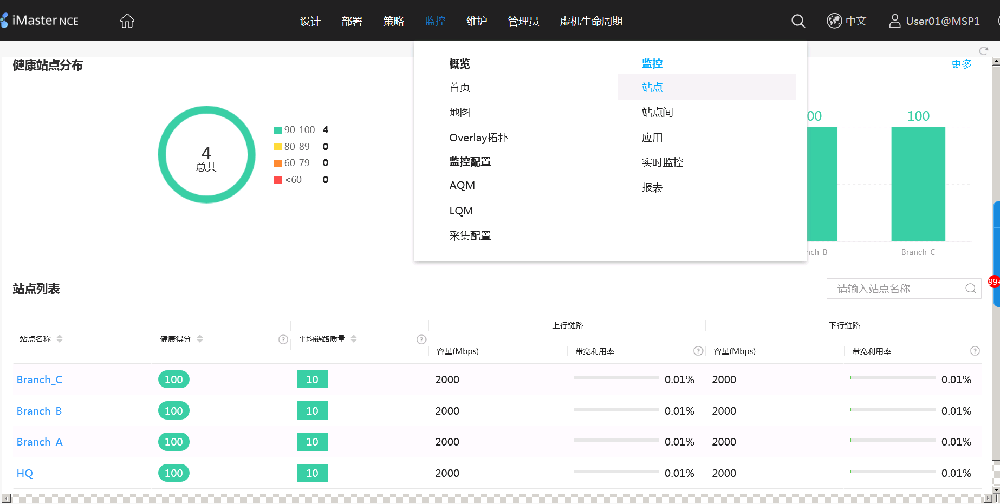 iMaster NCE
设计 部署 策略 监控 维护 管理员 虚机生命周期
中文 User01@MSP1
健康站点分布
更多
4
总共
90-100 4
80-89 0
60-79 0
<60 0
概览
首页
地图
Overlay拓扑
监控配置
AQM
LQM
采集配置
监控
站点
站点间
应用
实时监控
报表
00 100
nch_B Branch_C
站点列表
请输入站点名称
99+
上行链路 下行链路
站点名称 健康得分 ? 平均链路质量 ?
容量(Mbps) 带宽利用率 ? 容量(Mbps) 带宽利用率 ?
Branch_C 100 10 2000 0.01% 2000 0.01%
Branch_B 100 10 2000 0.01% 2000 0.01%
Branch_A 100 10 2000 0.01% 2000 0.01%
HQ 100 10 2000 0.01% 2000 0.01%